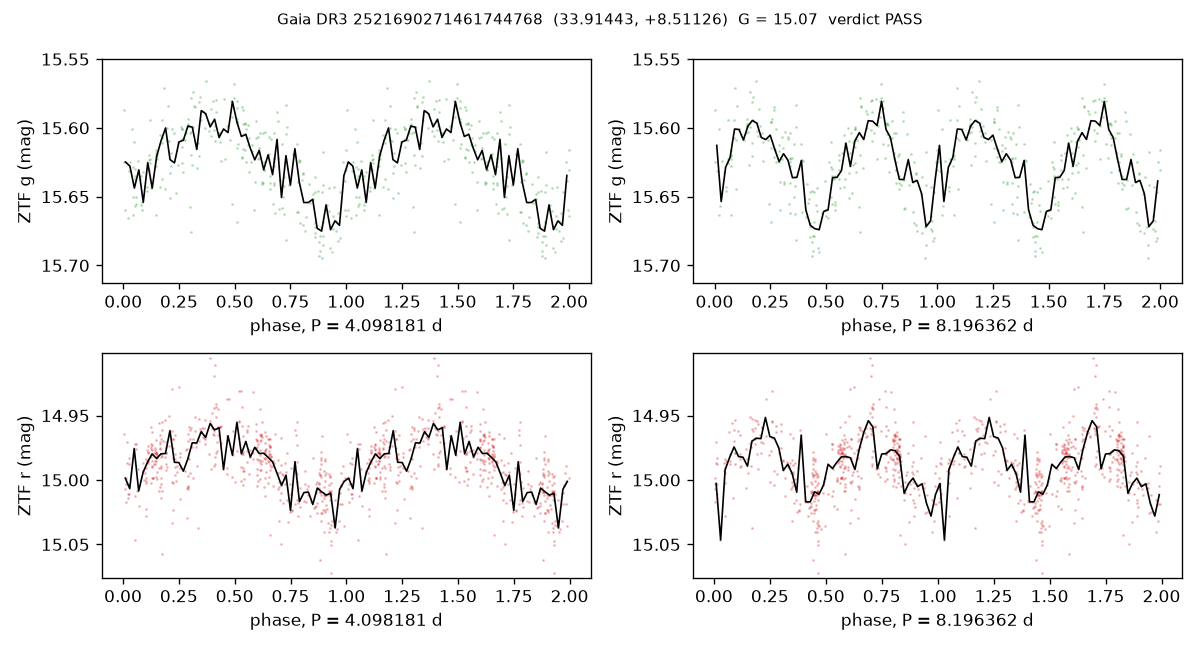 Gaia DR3 2521690271461744768 (33.91443, +8.51126) G = 15.07 verdict PASS
ZTF g (mag)
15.55
15.60
15.65
15.70
0.00 0.25 0.50 0.75 1.00 1.25 1.50 1.75 2.00
phase, P = 4.098181 d
ZTF g (mag)
15.55
15.60
15.65
15.70
0.00 0.25 0.50 0.75 1.00 1.25 1.50 1.75 2.00
phase, P = 8.196362 d
ZTF r (mag)
14.95
15.00
15.05
0.00 0.25 0.50 0.75 1.00 1.25 1.50 1.75 2.00
phase, P = 4.098181 d
ZTF r (mag)
14.95
15.00
15.05
0.00 0.25 0.50 0.75 1.00 1.25 1.50 1.75 2.00
phase, P = 8.196362 d